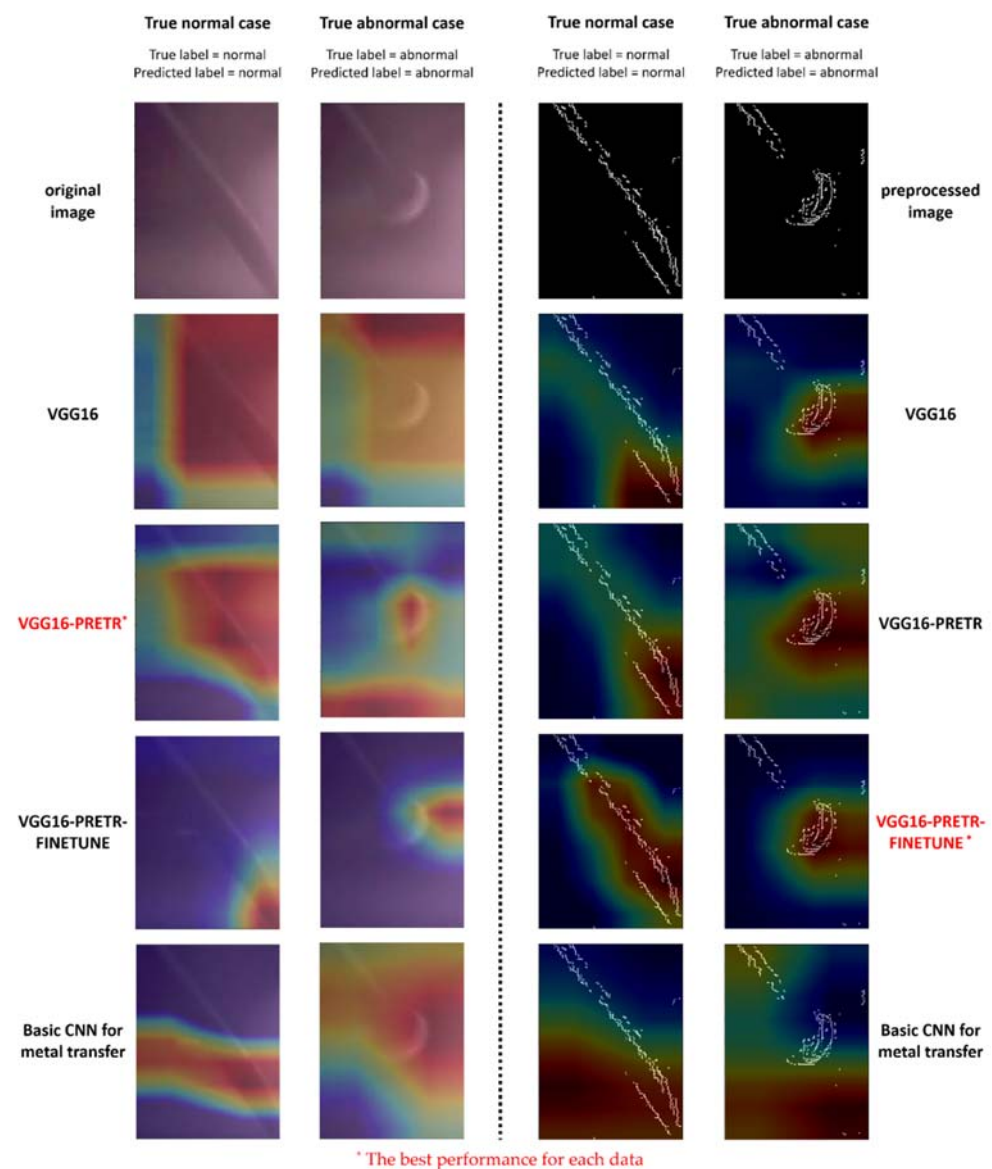 True normal case
True abnormal case
True normal case
True abnormal case
True label = normal
Predicted label = normal
True label = abnormal
Predicted label = abnormal
True label = normal
Predicted label = normal
True label = abnormal
Predicted label = abnormal
original
image
preprocessed
image
VGG16
VGG16
VGG16-PRETR*
VGG16-PRETR
VGG16-PRETR-
FINETUNE
VGG16-PRETR-
FINETUNE*
Basic CNN for
metal transfer
Basic CNN for
metal transfer
* The best performance for each data